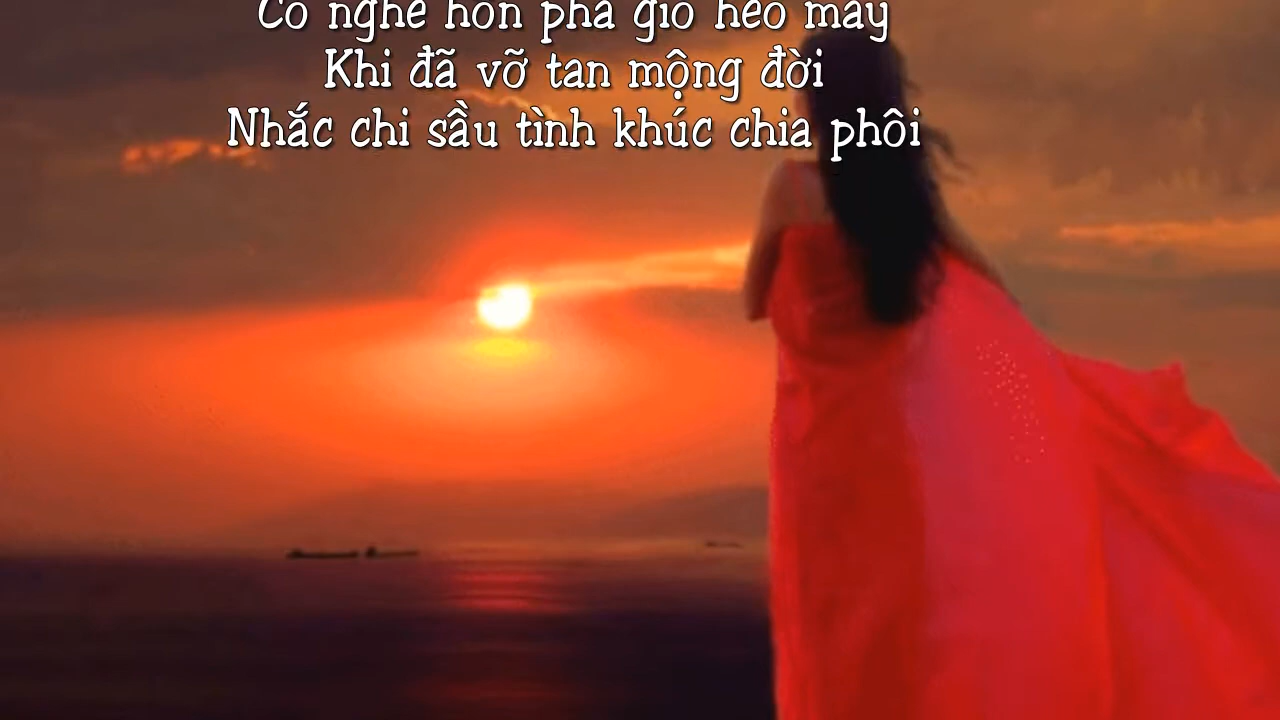 Có nghe hồn pha gió heo may
Khi đã vỡ tan mộng đời
Nhắc chi sầu tình khúc chia phôi